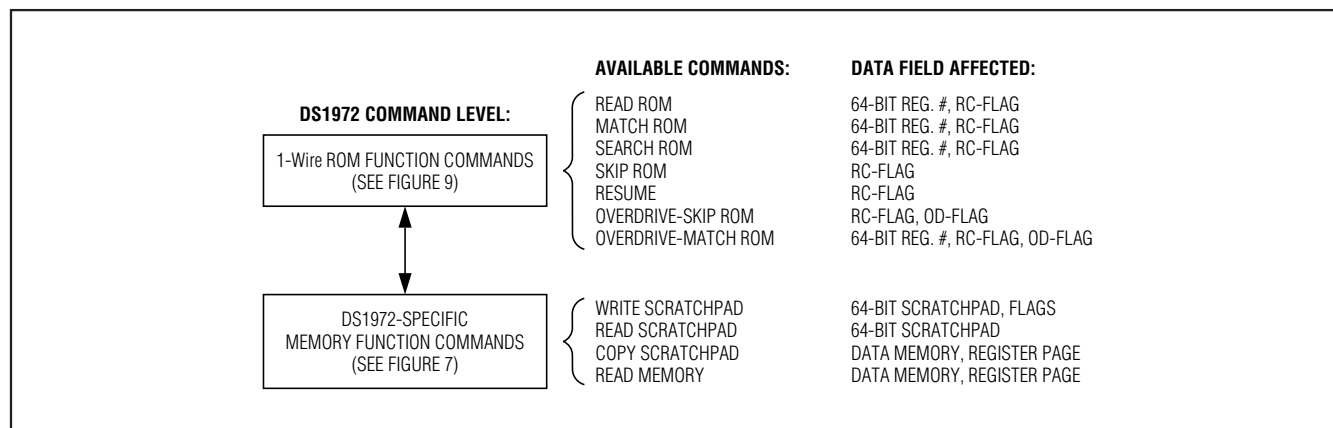 AVAILABLE COMMANDS: DATA FIELD AFFECTED:
DS1972 COMMAND LEVEL:
1-Wire ROM FUNCTION COMMANDS
(SEE FIGURE 9)
READ ROM 64-BIT REG. #, RC-FLAG
MATCH ROM 64-BIT REG. #, RC-FLAG
SEARCH ROM 64-BIT REG. #, RC-FLAG
SKIP ROM RC-FLAG
RESUME RC-FLAG
OVERDRIVE-SKIP ROM RC-FLAG, OD-FLAG
OVERDRIVE-MATCH ROM 64-BIT REG. #, RC-FLAG, OD-FLAG
DS1972-SPECIFIC
MEMORY FUNCTION COMMANDS
(SEE FIGURE 7)
WRITE SCRATCHPAD 64-BIT SCRATCHPAD, FLAGS
READ SCRATCHPAD 64-BIT SCRATCHPAD
COPY SCRATCHPAD DATA MEMORY, REGISTER PAGE
READ MEMORY DATA MEMORY, REGISTER PAGE